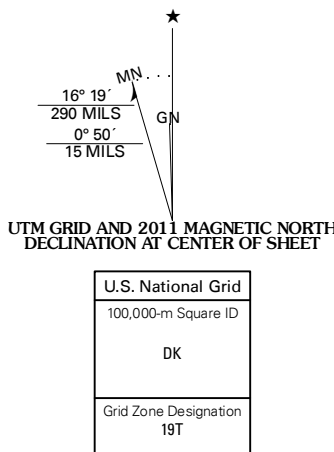 ★
MN
GN
16° 19´
290 MILS
0° 50´
15 MILS
UTM GRID AND 2011 MAGNETIC NORTH
DECLINATION AT CENTER OF SHEET
U.S. National Grid
100,000-m Square ID
DK
Grid Zone Designation
19T